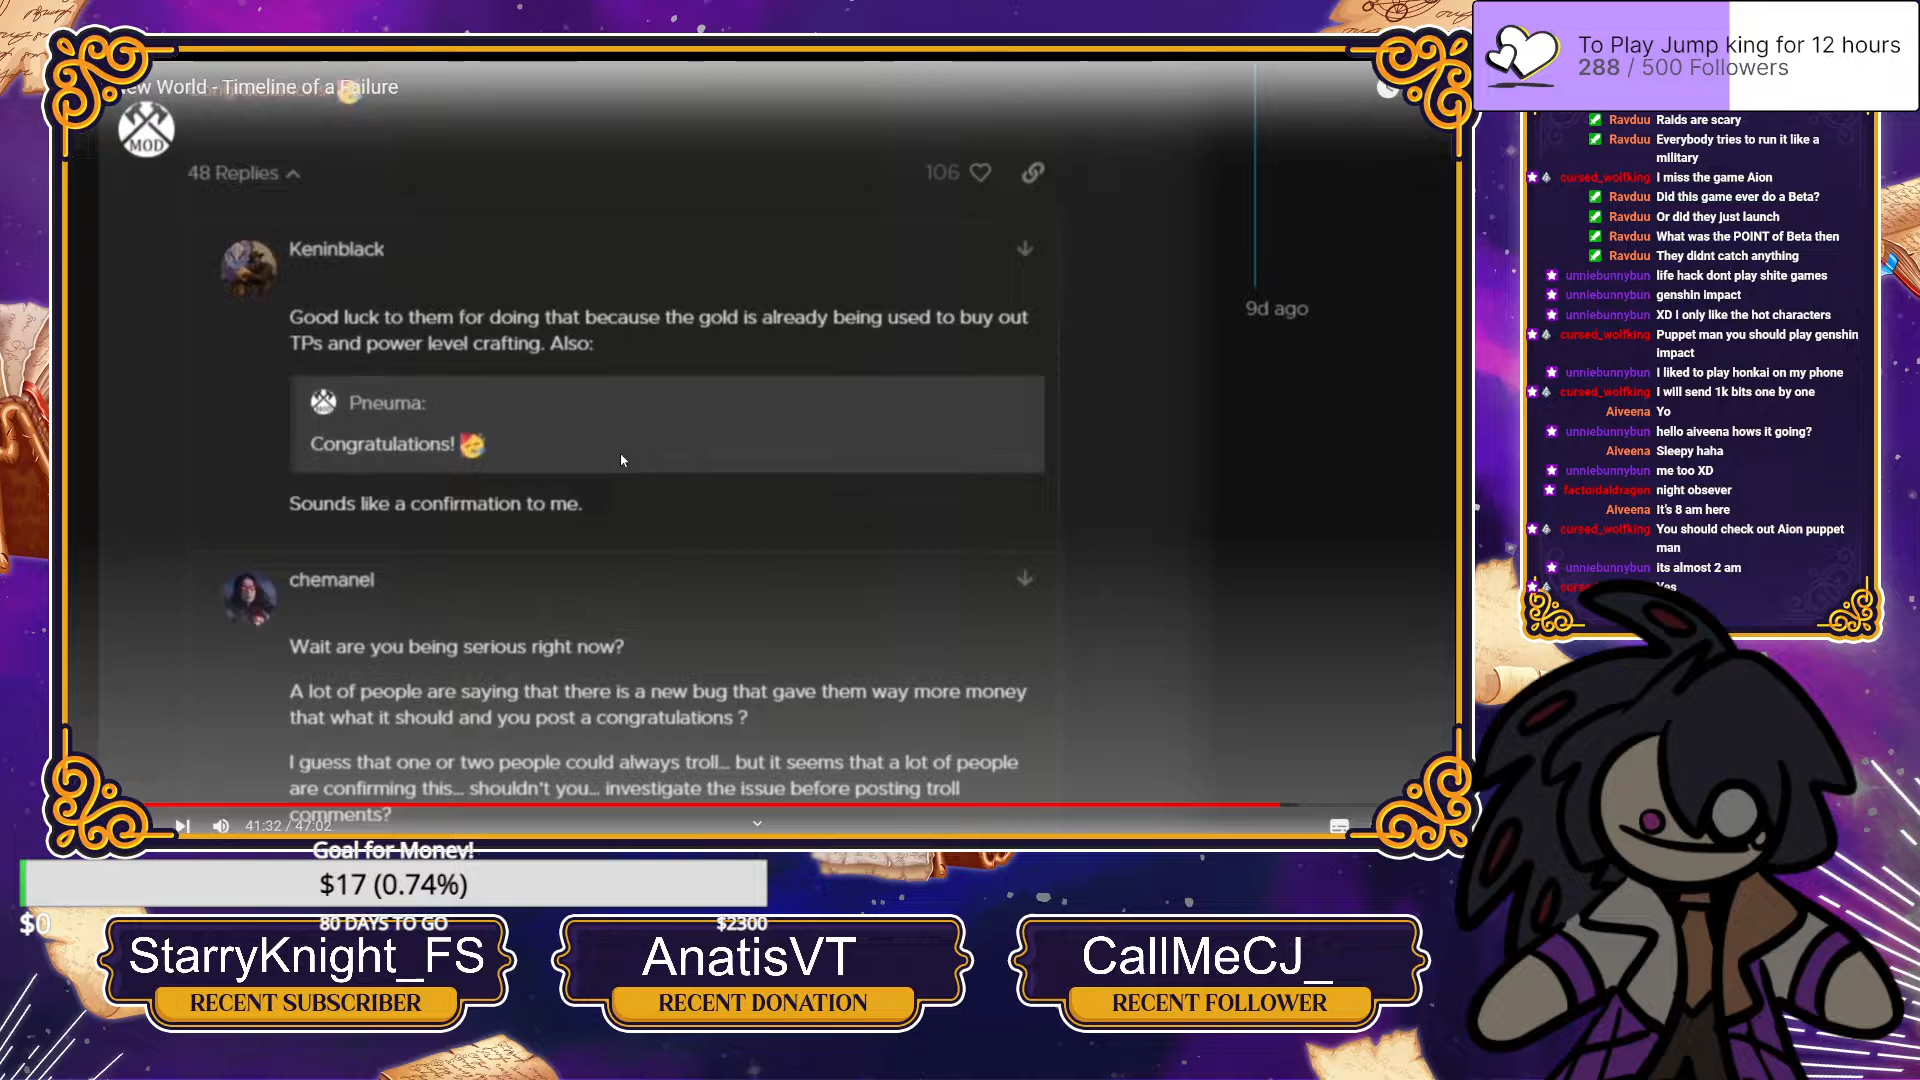 To Play Jump king for 12 hours
288 / 500 Followers
ew World - Timeline of a Failure
MOD
48 Replies
106
Keninblack
Good luck to them for doing that because the gold is already being used to buy out
TPs and power level crafting. Also:
Pneuma:
Congratulations!
Sounds like a confirmation to me.
9d ago
chemanel
Wait are you being serious right now?
A lot of people are saying that there is a new bug that gave them way more money
that what it should and you post a congratulations ?
I guess that one or two people could always troll... but it seems that a lot of people
are confirming this... shouldn't you... investigate the issue before posting troll
comments?
41:32 / 47:02
Ravduu Raids are scary
Ravduu Everybody tries to run it like a
military
cursed_wolfking I miss the game Aion
Ravduu Did this game ever do a Beta?
Ravduu Or did they just launch
Ravduu What was the POINT of Beta then
Ravduu They didnt catch anything
unniebunnybun life hack dont play shite games
unniebunnybun genshin impact
unniebunnybun XD I only like the hot characters
cursed_wolfking Puppet man you should play genshin
impact
unniebunnybun I liked to play honkai on my phone
cursed_wolfking I will send 1k bits one by one
Aiveena Yo
unniebunnybun hello aiveena hows it going?
Aiveena Sleepy haha
unniebunnybun me too XD
factoidaldragon night obsever
Aiveena It's 8 am here
cursed_wolfking You should check out Aion puppet
man
unniebunnybun its almost 2 am
Yes
Goal for Money!
$17 (0.74%)
$0
80 DAYS TO GO
$2300
StarryKnight_FS
RECENT SUBSCRIBER
AnatisVT
RECENT DONATION
CallMeCJ_
RECENT FOLLOWER